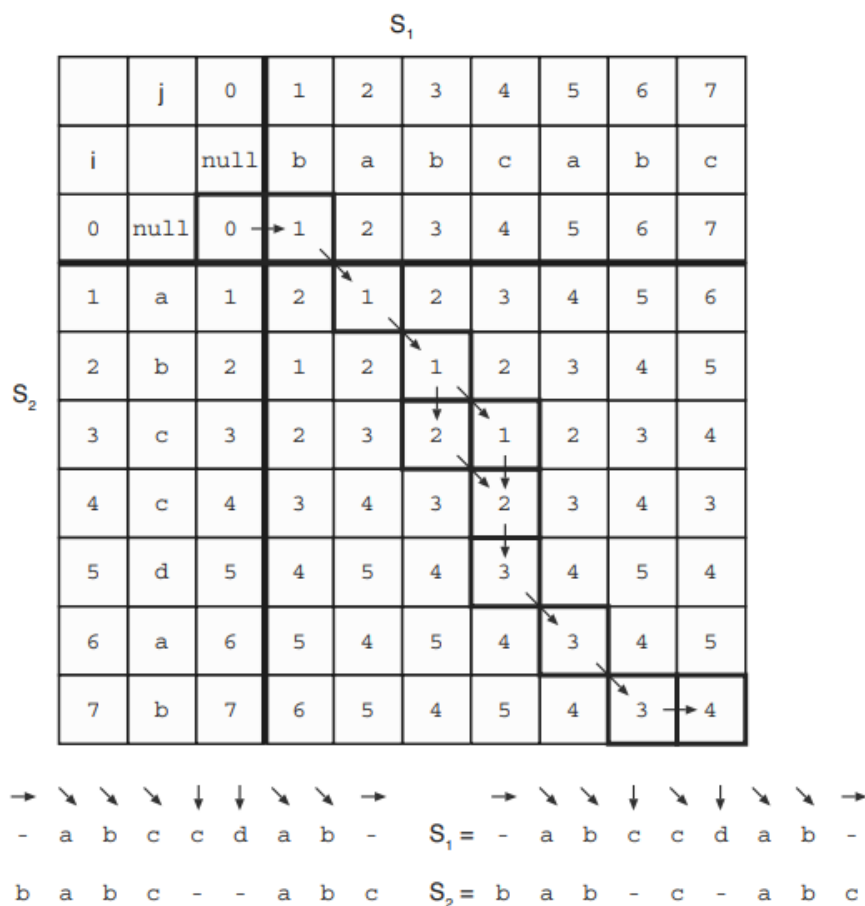 S1
j 0 1 2 3 4 5 6 7
i null b a b c a b c
0 null 0 1 2 3 4 5 6 7
1 a 1 2 1 2 3 4 5 6
2 b 2 1 2 1 2 3 4 5
S2
3 c 3 2 3 2 1 2 3 4
4 c 4 3 4 3 2 3 4 3
5 d 5 4 5 4 3 4 5 4
6 a 6 5 4 5 4 3 4 5
7 b 7 6 5 4 5 4 3 4
- a b c c d a b - S1 = - a b c c d a b -
b a b c - - a b c S2 = b a b - c - a b c